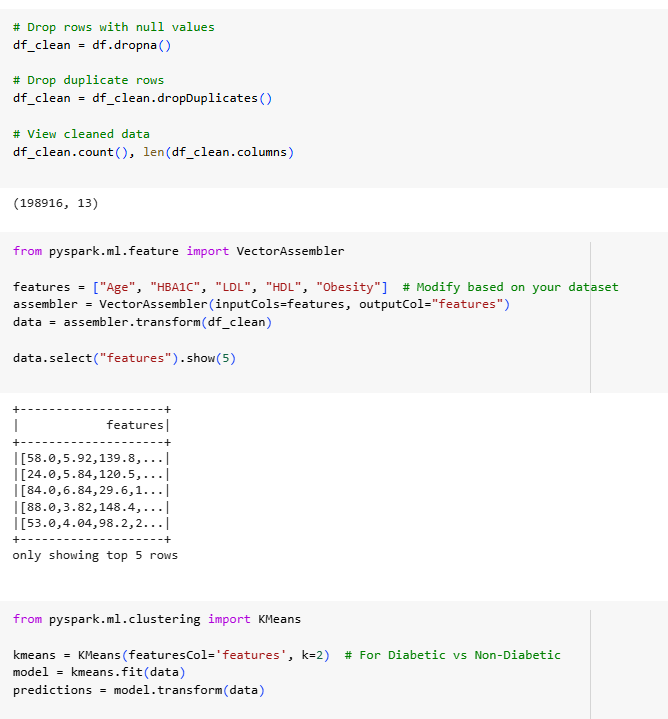 # Drop rows with null values
df_clean = df.dropna()
# Drop duplicate rows
df_clean = df_clean.dropDuplicates()
# View cleaned data
df_clean.count(), len(df_clean.columns)
(198916, 13)
from pyspark.ml.feature import VectorAssembler
features = ["Age", "HBA1C", "LDL", "HDL", "Obesity"]  # Modify based on your dataset
assembler = VectorAssembler(inputCols=features, outputCol="features")
data = assembler.transform(df_clean)
data.select("features").show(5)
+--------------------+
|            features|
+--------------------+
|[58.0,5.92,139.8,...|
|[24.0,5.84,120.5,...|
|[84.0,6.84,29.6,1...|
|[88.0,3.82,148.4,...|
|[53.0,4.04,98.2,2...|
+--------------------+
only showing top 5 rows
from pyspark.ml.clustering import KMeans
kmeans = KMeans(featuresCol='features', k=2)  # For Diabetic vs Non-Diabetic
model = kmeans.fit(data)
predictions = model.transform(data)